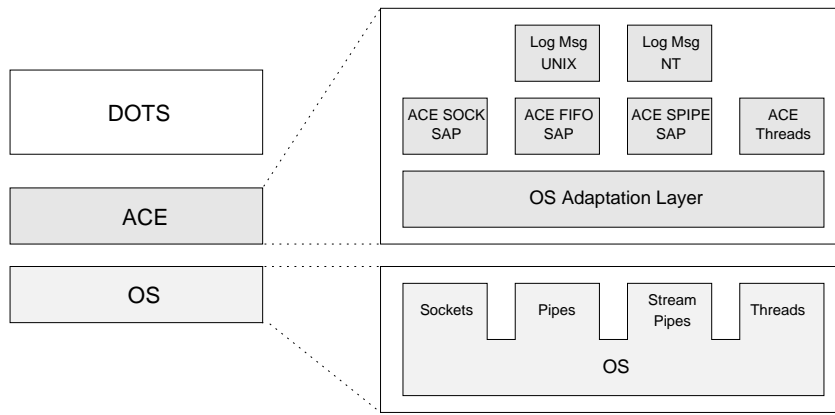 DOTS
ACE
OS
Log Msg
UNIX
Log Msg
NT
ACE SOCK
SAP
ACE FIFO
SAP
ACE SPIPE
SAP
ACE
Threads
OS Adaptation Layer
Sockets
Pipes
Stream
Pipes
Threads
OS